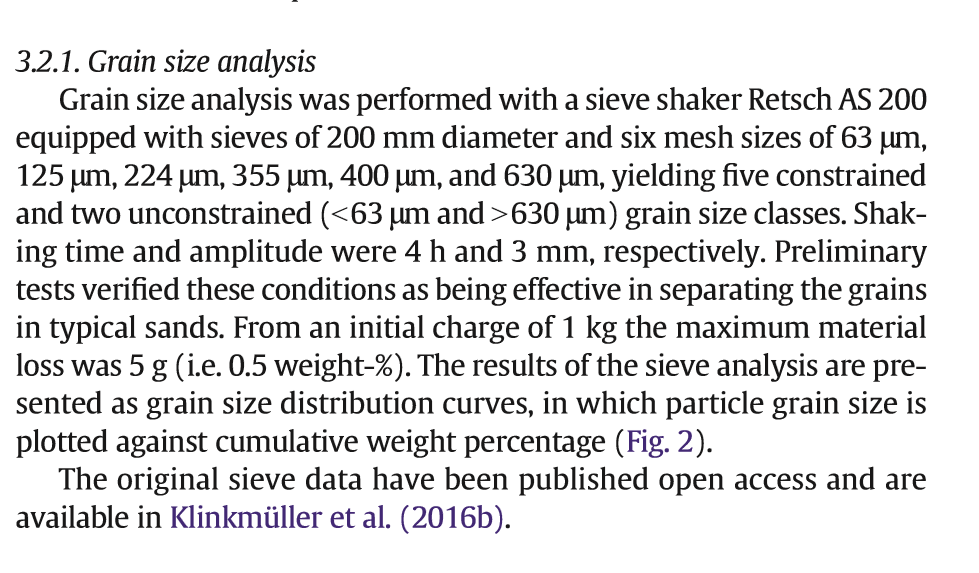 3.2.1. Grain size analysis
Grain size analysis was performed with a sieve shaker Retsch AS 200
equipped with sieves of 200 mm diameter and six mesh sizes of 63 μm,
125 μm, 224 μm, 355 μm, 400 μm, and 630 μm, yielding five constrained
and two unconstrained (<63 μm and >630 μm) grain size classes. Shak-
ing time and amplitude were 4 h and 3 mm, respectively. Preliminary
tests verified these conditions as being effective in separating the grains
in typical sands. From an initial charge of 1 kg the maximum material
loss was 5 g (i.e. 0.5 weight-%). The results of the sieve analysis are pre-
sented as grain size distribution curves, in which particle grain size is
plotted against cumulative weight percentage (Fig. 2).
The original sieve data have been published open access and are
available in Klinkmüller et al. (2016b).